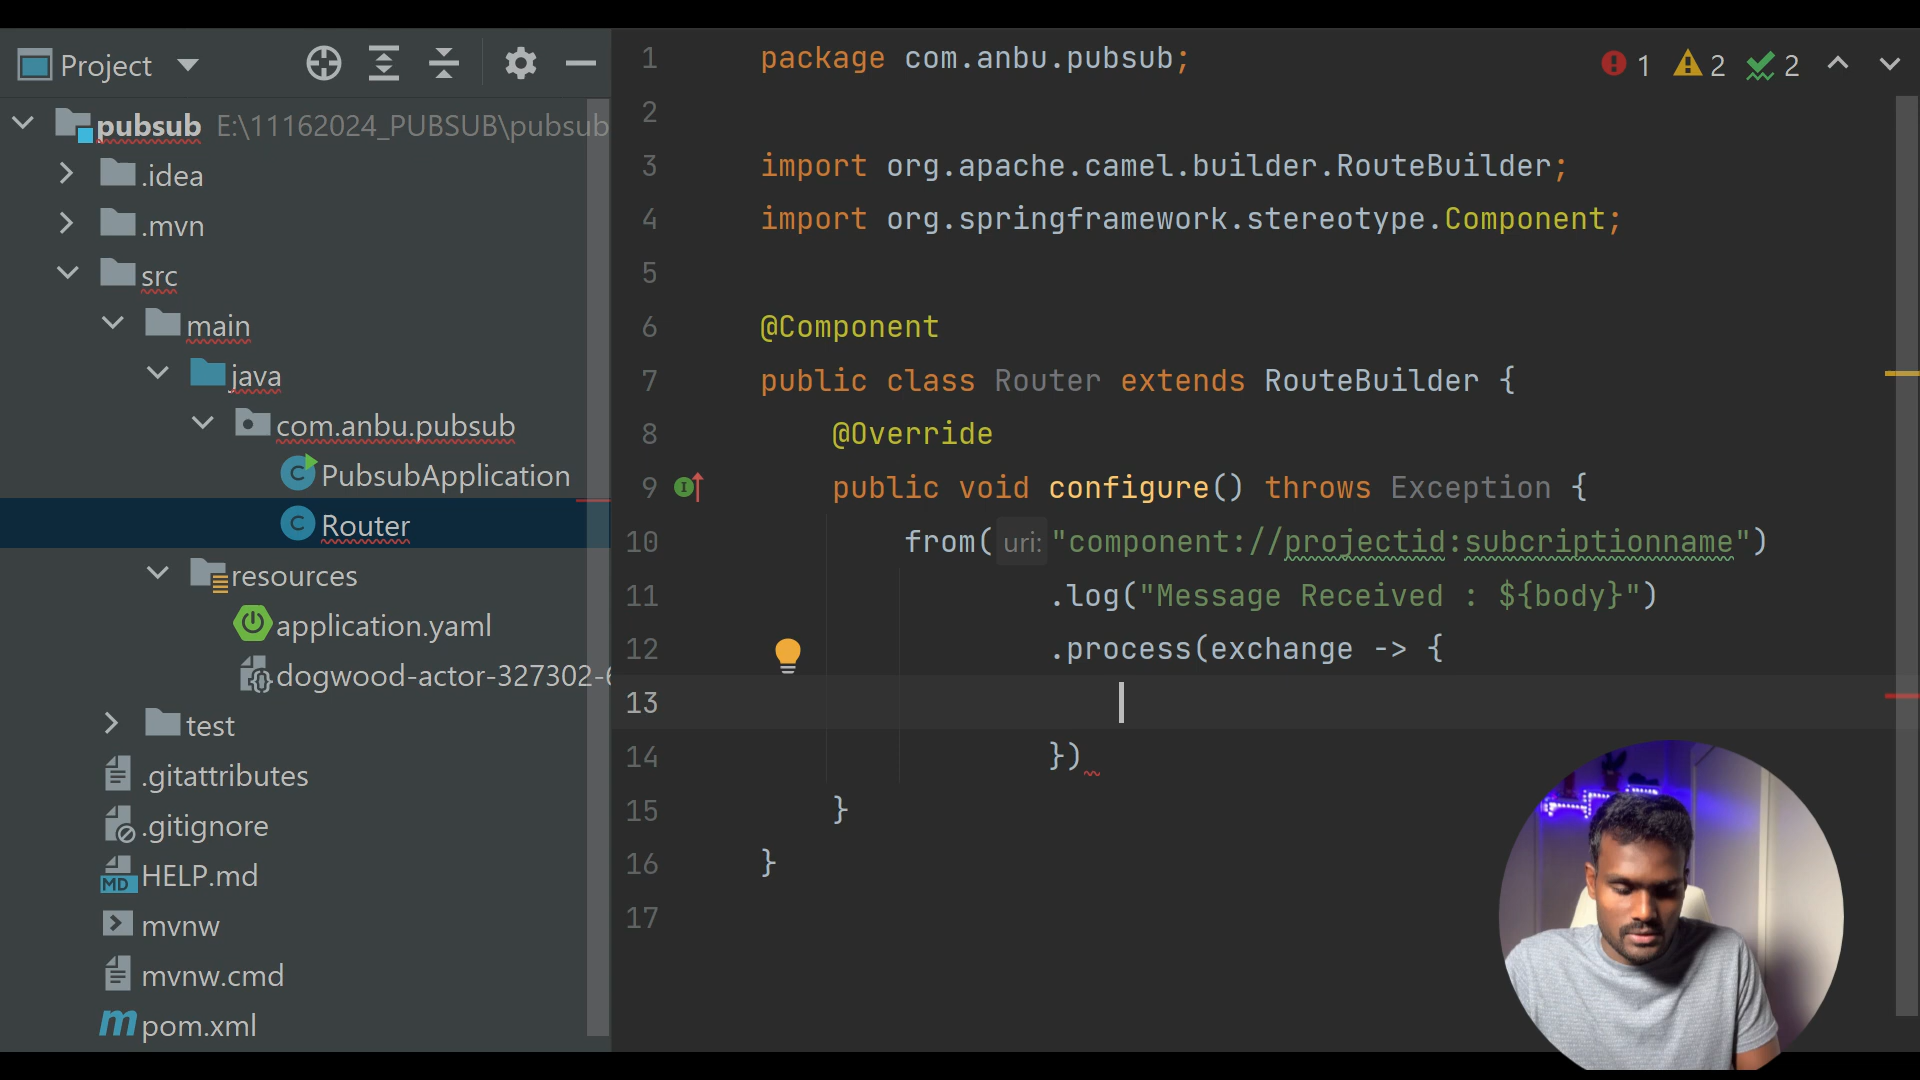 Project
pubsub E:\11162024_PUBSUB\pubsub
.idea
.mvn
src
main
java
com.anbu.pubsub
PubsubApplication
Router
resources
application.yaml
dogwood-actor-327302-6
test
.gitattributes
.gitignore
HELP.md
mvnw
mvnw.cmd
pom.xml
1 package com.anbu.pubsub;
2
3 import org.apache.camel.builder.RouteBuilder;
4 import org.springframework.stereotype.Component;
5
6 @Component
7 public class Router extends RouteBuilder {
8 @Override
9 public void configure() throws Exception {
10 from( uri: "component://projectid:subcriptionname")
11 .log("Message Received : ${body}")
12 .process(exchange -> {
13
14 })
15 }
16 }
17
1 2 2